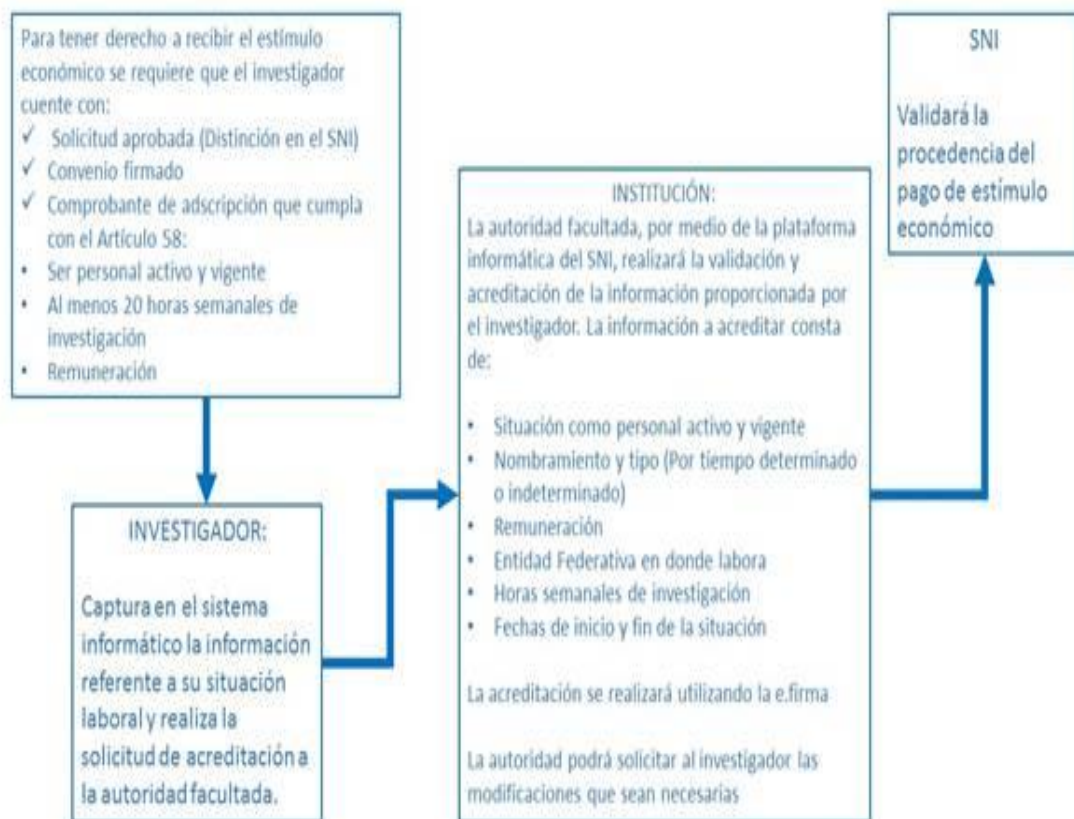 Para tener derecho a recibir el estímulo
económico se requiere que el investigador
cuente con:
✓ Solicitud aprobada (Distinción en el SNI)
✓ Convenio firmado
✓ Comprobante de adscripción que cumpla
con el Artículo 58:
• Ser personal activo y vigente
• Al menos 20 horas semanales de
investigación
• Remuneración
INVESTIGADOR:
Captura en el sistema
informático la información
referente a su situación
laboral y realiza la
solicitud de acreditación a
la autoridad facultada.
INSTITUCIÓN:
La autoridad facultada, por medio de la plataforma
informática del SNI, realizará la validación y
acreditación de la información proporcionada por
el investigador. La información a acreditar consta
de:
• Situación como personal activo y vigente
• Nombramiento y tipo (Por tiempo determinado
o indeterminado)
• Remuneración
• Entidad Federativa en donde labora
• Horas semanales de investigación
• Fechas de inicio y fin de la situación
La acreditación se realizará utilizando la e.firma
La autoridad podrá solicitar al investigador las
modificaciones que sean necesarias
SNI
Validará la
procedencia del
pago de estímulo
económico